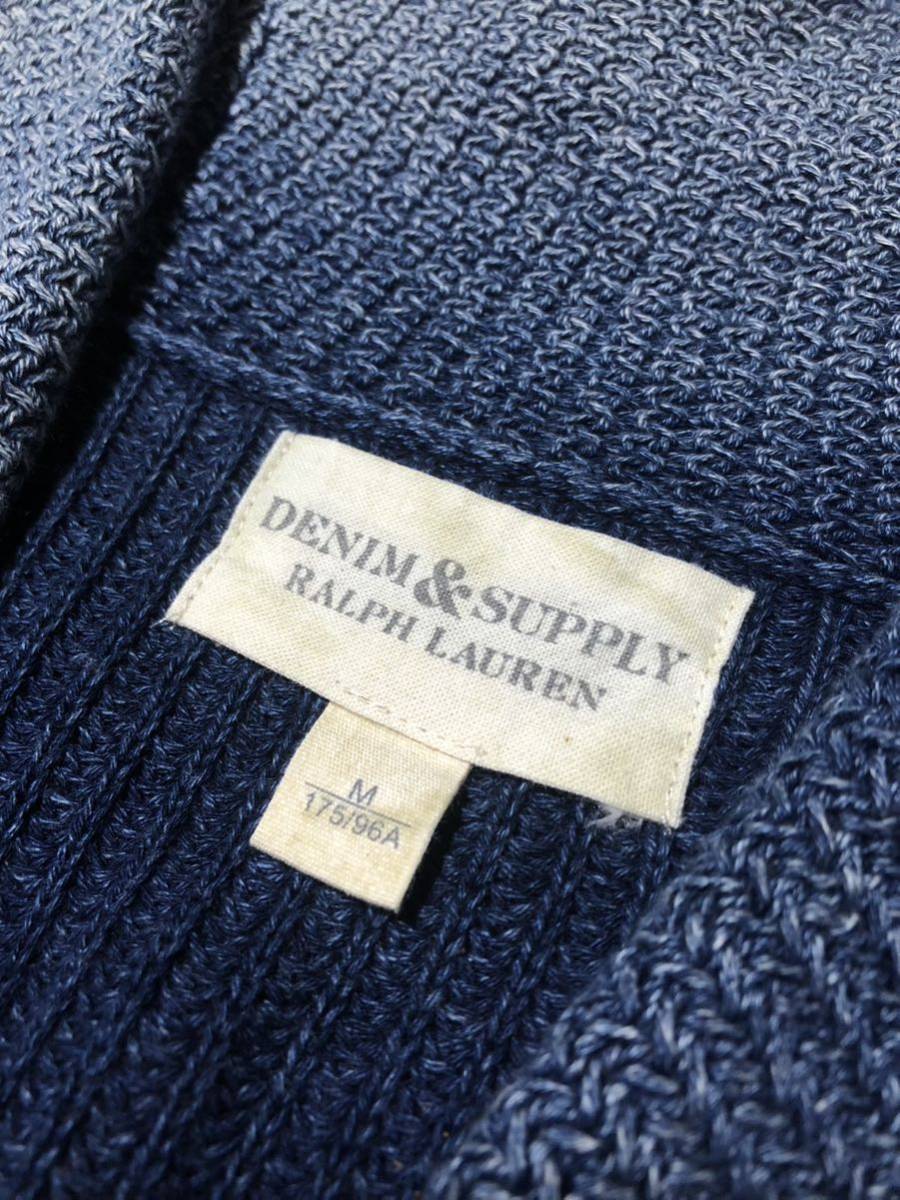 DENIM & SUPPLY
RALPH LAUREN
M
175/96A